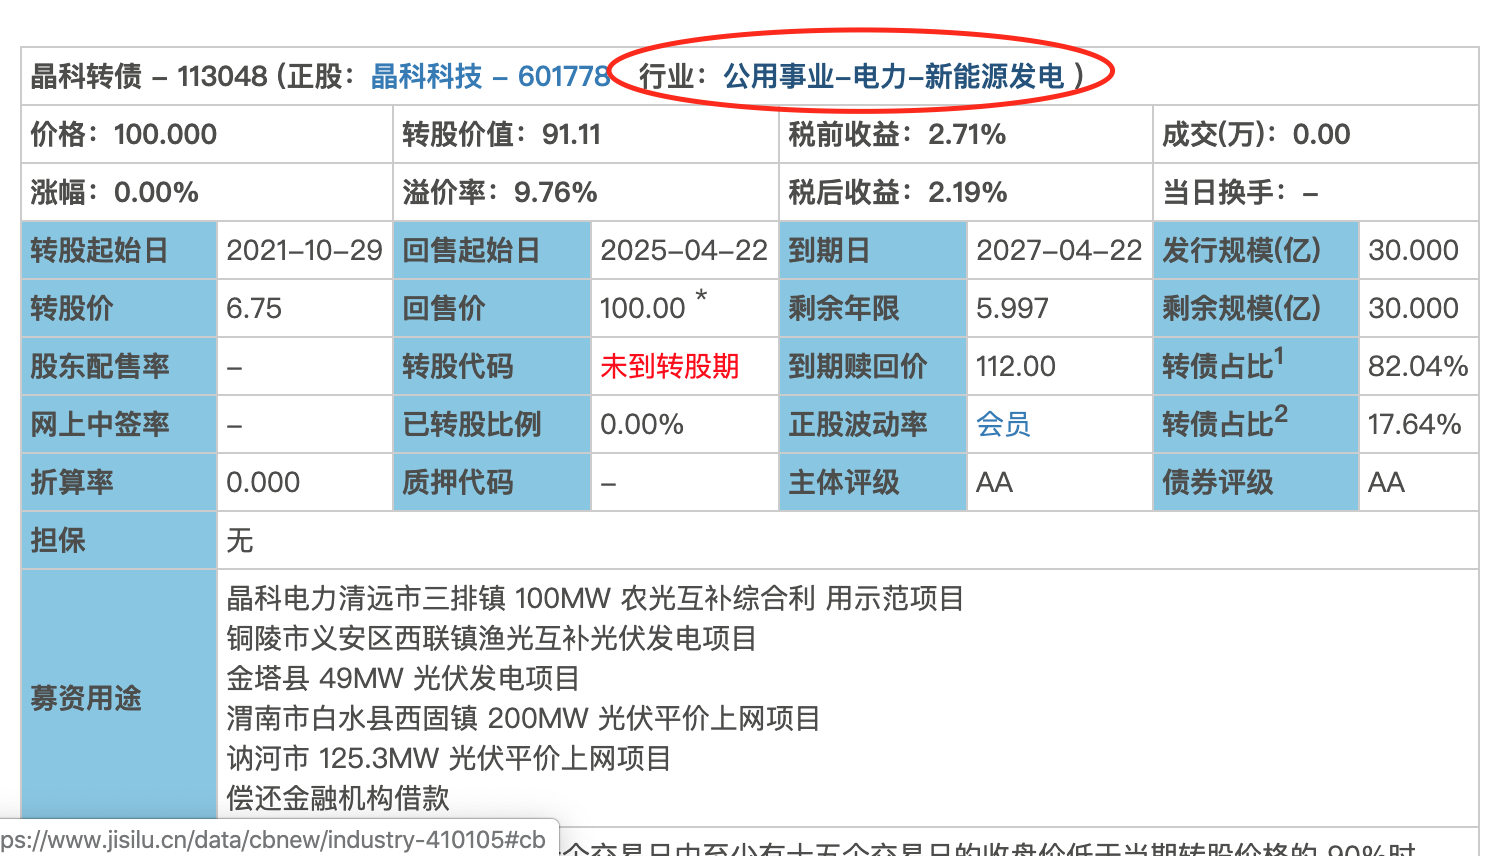 晶科转债 – 113048 (正股：晶科科技 – 601778 行业：公用事业–电力–新能源发电 )
价格：100.000 转股价值：91.11 税前收益：2.71% 成交(万)：0.00
涨幅：0.00% 溢价率：9.76% 税后收益：2.19% 当日换手：–
转股起始日 2021–10–29 回售起始日 2025–04–22 到期日 2027–04–22 发行规模(亿) 30.000
转股价 6.75 回售价 100.00 * 剩余年限 5.997 剩余规模(亿) 30.000
股东配售率 – 转股代码 未到转股期 到期赎回价 112.00 转债占比1 82.04%
网上中签率 – 已转股比例 0.00% 正股波动率 会员 转债占比2 17.64%
折算率 0.000 质押代码 – 主体评级 AA 债券评级 AA
担保 无
募资用途
晶科电力清远市三排镇 100MW 农光互补综合利 用示范项目
铜陵市义安区西联镇渔光互补光伏发电项目
金塔县 49MW 光伏发电项目
渭南市白水县西固镇 200MW 光伏平价上网项目
讷河市 125.3MW 光伏平价上网项目
偿还金融机构借款
ps://www.jisilu.cn/data/cbnew/industry-410105#cb
个交易日中至少有十五个交易日的收盘价低于当期转股价格的 90%时